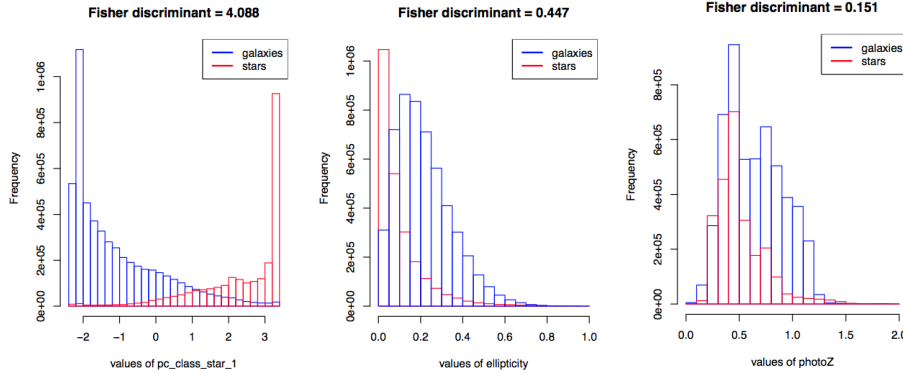 Fisher discriminant = 4.088
galaxies
stars
Frequency
0e+00
2e+05
4e+05
6e+05
8e+05
1e+06
−2
−1
0
1
2
3
values of pc_class_star_1
Fisher discriminant = 0.447
galaxies
stars
Frequency
0e+00
2e+05
4e+05
6e+05
8e+05
1e+06
0.0
0.2
0.4
0.6
0.8
1.0
values of ellipticity
Fisher discriminant = 0.151
galaxies
stars
Frequency
0e+00
2e+05
4e+05
6e+05
8e+05
0.0
0.5
1.0
1.5
2.0
values of photoZ